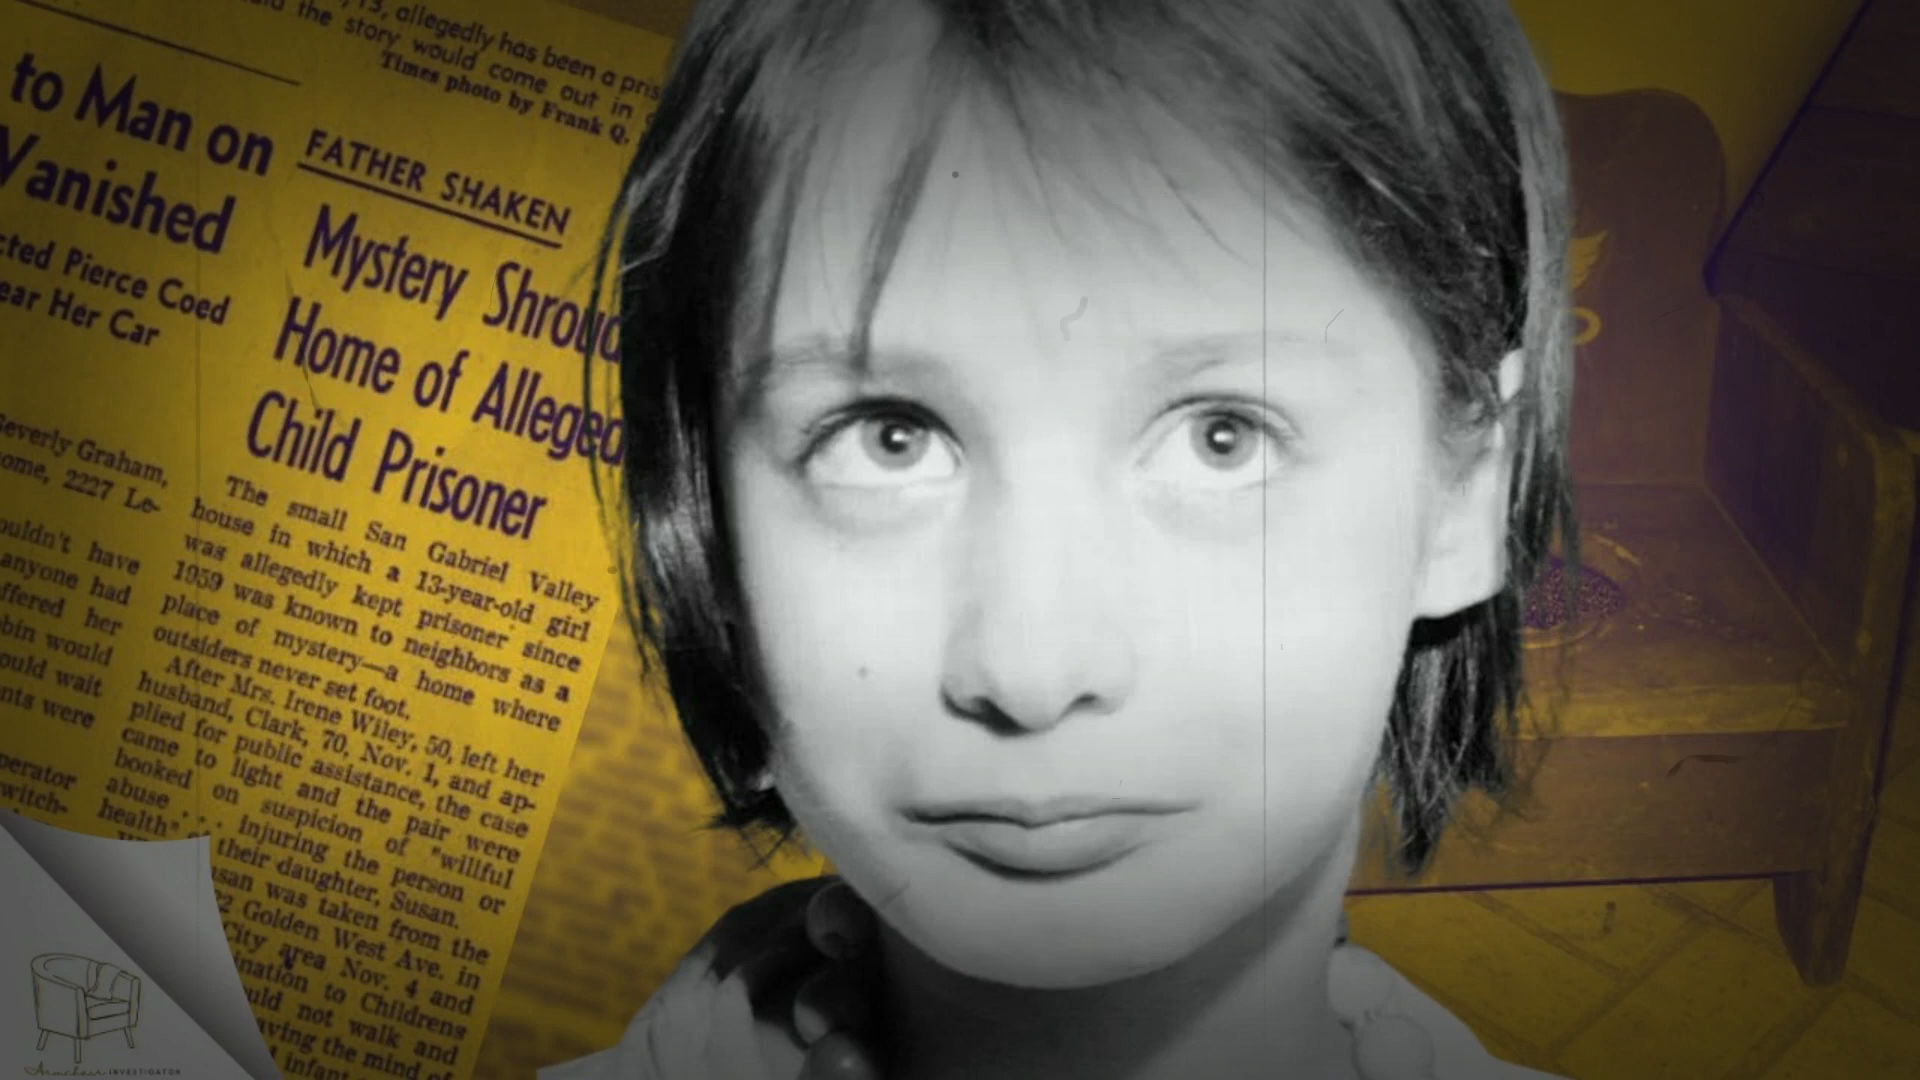 13, allegedly has been a pris
the story would come out in
Times photo by Frank Q.
to Man on
Vanished
cted Pierce Coed
ear Her Car
Beverly Graham,
ome, 2227 Le-
ouldn't have
anyone had
ffered her
bin would
ould wait
nts were
perator
witch-
FATHER SHAKEN
Mystery Shroud
Home of Alleged
Child Prisoner
The small San Gabriel Valley
house in which a 13-year-old girl
was allegedly kept prisoner since
1959 was known to neighbors as a
place of mystery—a home where
outsiders never set foot.
After Mrs. Irene Wiley, 50, left her
husband, Clark, 70, Nov. 1, and ap-
plied for public assistance, the case
came to light and the pair were
booked on suspicion of "willful
abuse . . . injuring the person or
health" their daughter, Susan.
usan was taken from the
2 Golden West Ave. in
City area Nov. 4 and
ination to Childrens
uld not walk and
aving the mind of
infant
Armchair INVESTIGATOR